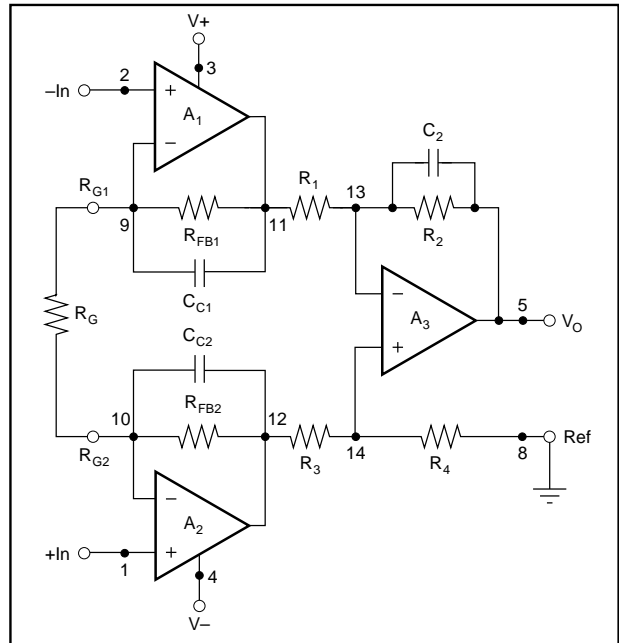 V+
3
2
–In
+
A1
–
RG1
9
RFB1
11
R1
13
C2
R2
CC1
RG
–
A3
+
5
VO
CC2
10
RFB2
12
R3
14
R4
8
Ref
RG2
–
A2
+
+In
1
4
V–